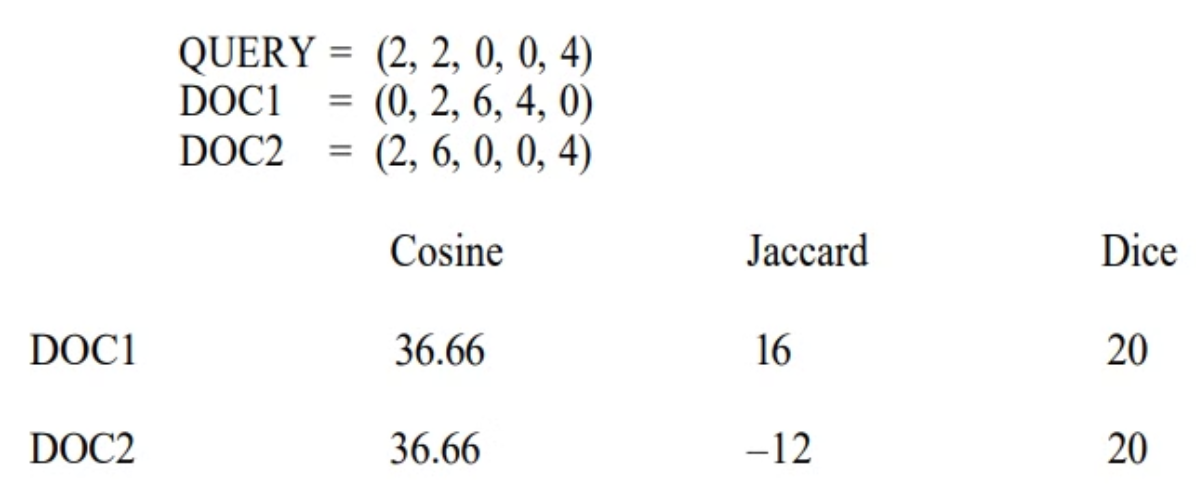 QUERY = (2, 2, 0, 0, 4)
DOC1 = (0, 2, 6, 4, 0)
DOC2 = (2, 6, 0, 0, 4)
Cosine Jaccard Dice
DOC1 36.66 16 20
DOC2 36.66 –12 20